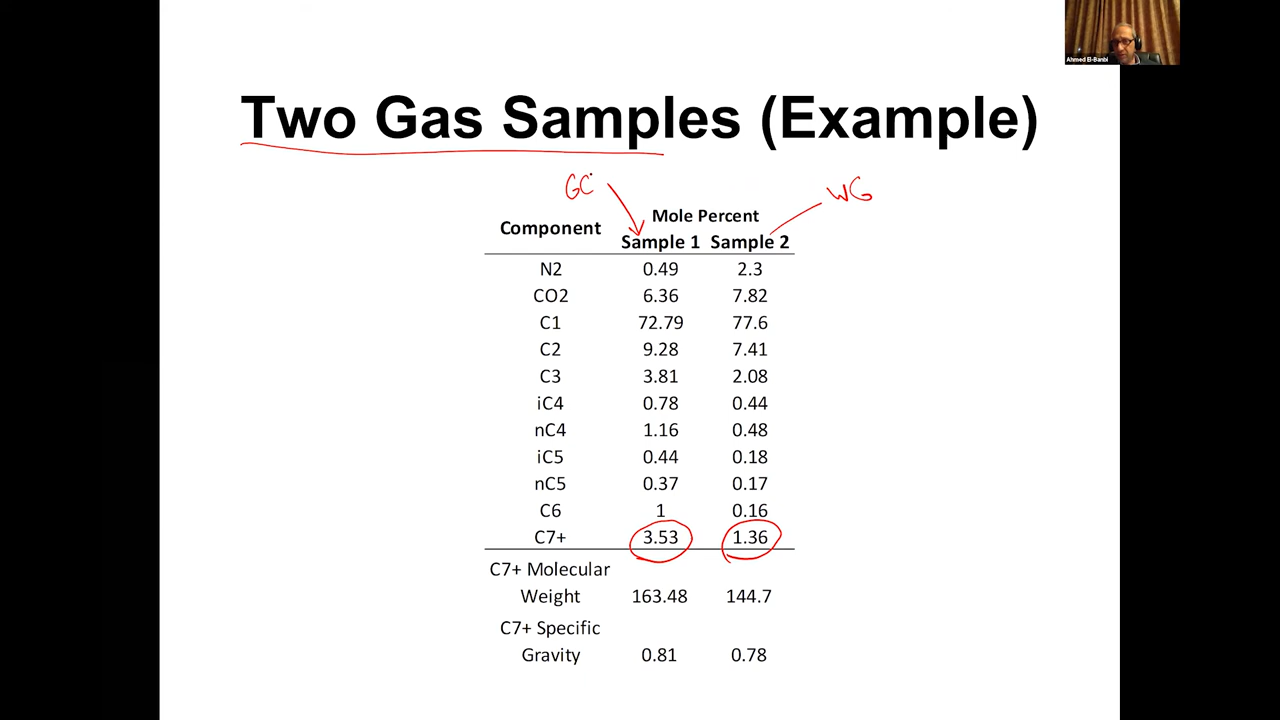 Ahmed El-Banbi
Two Gas Samples (Example)
GC
WG
Component
Mole Percent
Sample 1 Sample 2
N2 0.49 2.3
CO2 6.36 7.82
C1 72.79 77.6
C2 9.28 7.41
C3 3.81 2.08
iC4 0.78 0.44
nC4 1.16 0.48
iC5 0.44 0.18
nC5 0.37 0.17
C6 1 0.16
C7+ 3.53 1.36
C7+ Molecular
Weight 163.48 144.7
C7+ Specific
Gravity 0.81 0.78